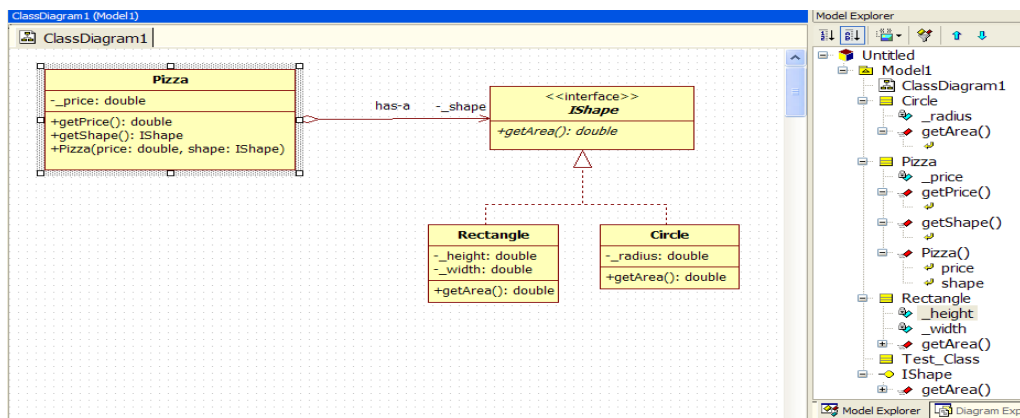 ClassDiagram1 (Model1)
ClassDiagram1
Pizza
-_price: double
+getPrice(): double
+getShape(): IShape
+Pizza(price: double, shape: IShape)
has-a
-_shape
<<interface>>
IShape
+getArea(): double
Rectangle
-_height: double
-_width: double
+getArea(): double
Circle
-_radius: double
+getArea(): double
Model Explorer
Untitled
Model1
ClassDiagram1
Circle
_radius
getArea()
Pizza
_price
getPrice()
getShape()
Pizza()
price
shape
Rectangle
_height
_width
getArea()
Test_Class
IShape
getArea()
Model Explorer
Diagram Exp